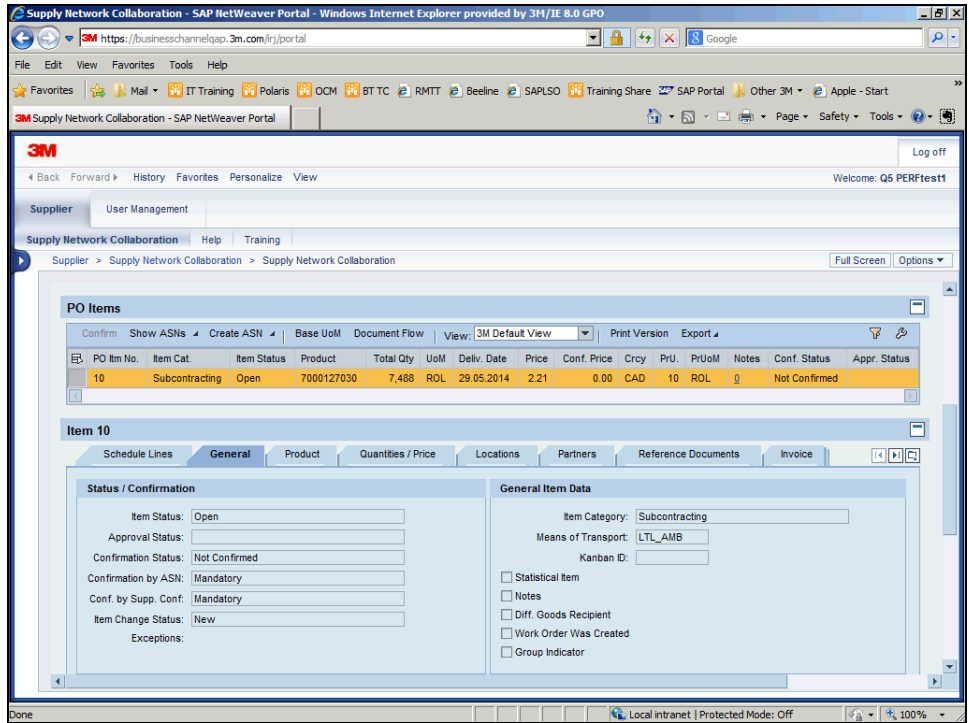 Supply Network Collaboration - SAP NetWeaver Portal - Windows Internet Explorer provided by 3M/IE 8.0 GPO
3M https://businesschannelqap.3m.com/irj/portal
Google
File Edit View Favorites Tools Help
Favorites Mail IT Training Polaris OCM BT TC RMTT Beeline SAPLSO Training Share SAP Portal Other 3M Apple - Start »
3M Supply Network Collaboration - SAP NetWeaver Portal
Page Safety Tools
3M
Log off
Back Forward History Favorites Personalize View
Welcome: Q5 PERFtest1
Supplier User Management
Supply Network Collaboration Help Training
Supplier > Supply Network Collaboration > Supply Network Collaboration
Full Screen Options
PO Items
Confirm Show ASNs Create ASN Base UoM Document Flow View: 3M Default View Print Version Export
PO Itm No. Item Cat. Item Status Product Total Qty UoM Deliv. Date Price Conf. Price Crcy PrU. PrUoM Notes Conf. Status Appr. Status
10 Subcontracting Open 7000127030 7,488 ROL 29.05.2014 2.21 0.00 CAD 10 ROL 0 Not Confirmed
Item 10
Schedule Lines General Product Quantities / Price Locations Partners Reference Documents Invoice
Status / Confirmation
Item Status: Open
Approval Status:
Confirmation Status: Not Confirmed
Confirmation by ASN: Mandatory
Conf. by Supp. Conf: Mandatory
Item Change Status: New
Exceptions:
General Item Data
Item Category: Subcontracting
Means of Transport: LTL_AMB
Kanban ID:
Statistical Item
Notes
Diff. Goods Recipient
Work Order Was Created
Group Indicator
Done
Local intranet | Protected Mode: Off
100%